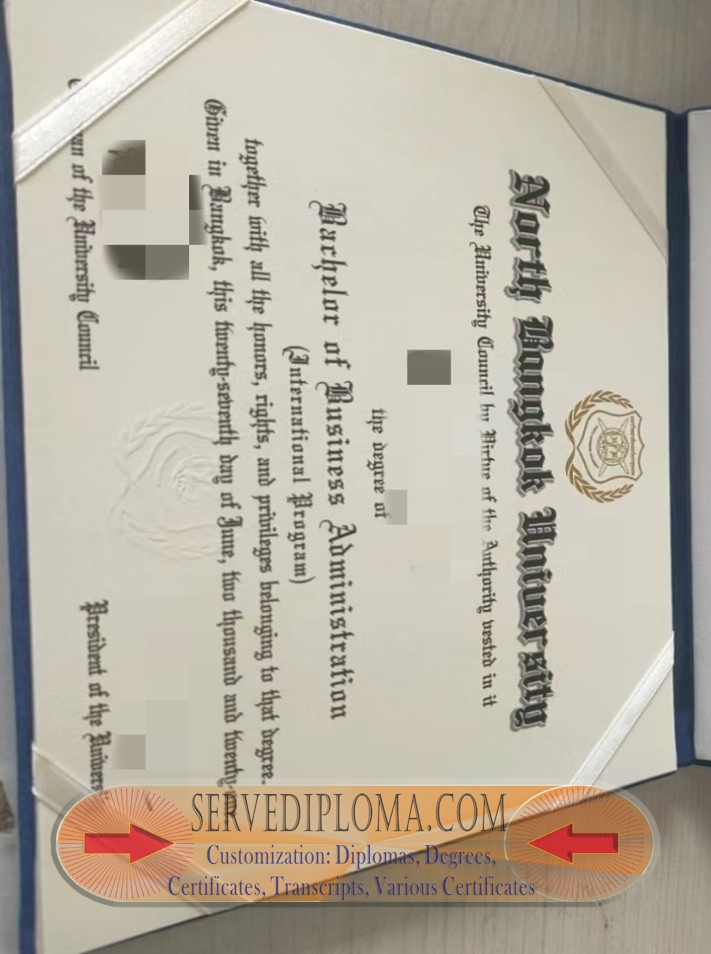 North Bangkok University
The University Council by Virtue of the Authority vested in it
the degree of
Bachelor of Business Administration
(International Program)
together with all the honors, rights, and privileges belonging to that degree.
Given in Bangkok, this twenty-seventh day of June, two thousand and
of the University Council
President of the
SERVEDIPLOMA.COM
Customization: Diplomas, Degrees,
Certificates, Transcripts, Various Certificates